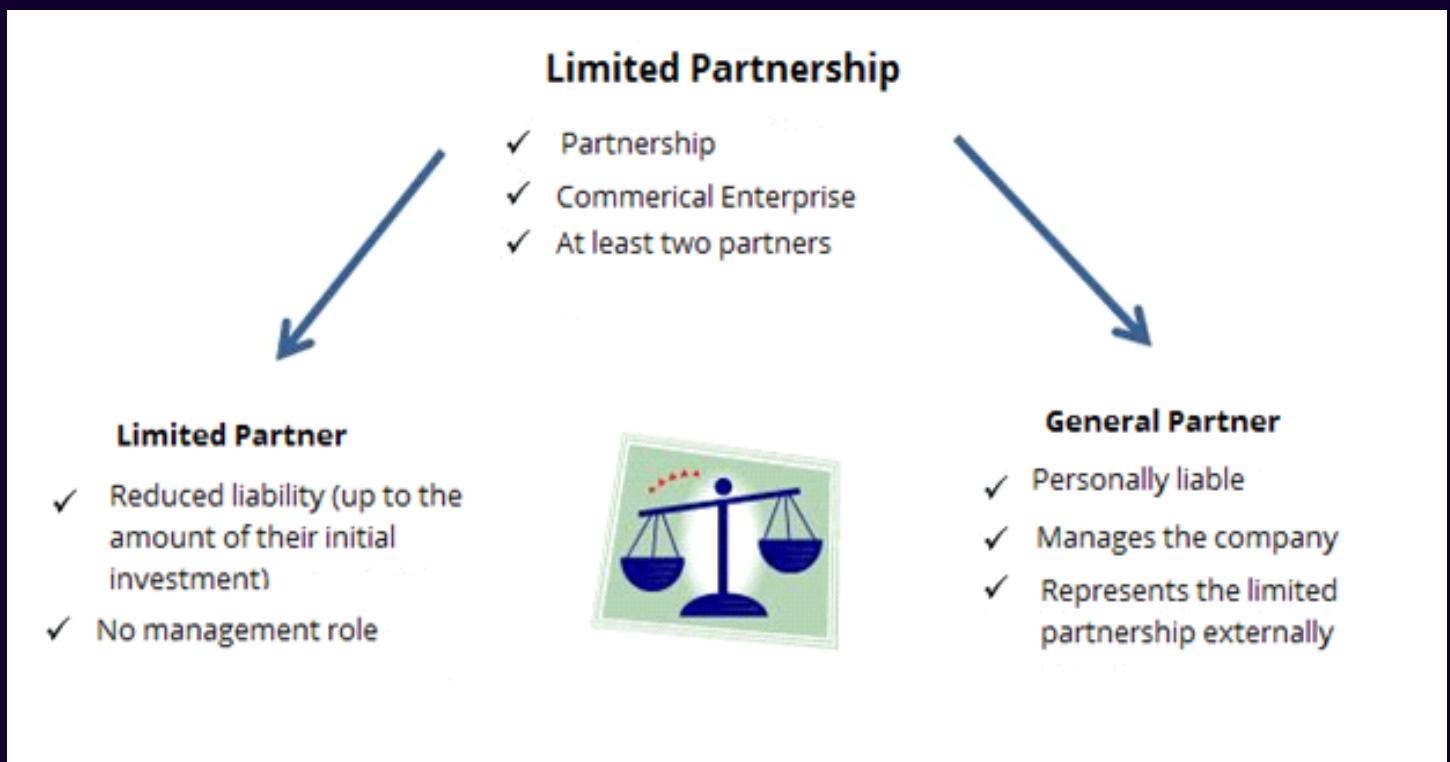 Limited Partnership
✓ Partnership
✓ Commerical Enterprise
✓ At least two partners
Limited Partner
✓ Reduced liability (up to the
amount of their initial
investment)
✓ No management role
General Partner
✓ Personally liable
✓ Manages the company
✓ Represents the limited
partnership externally